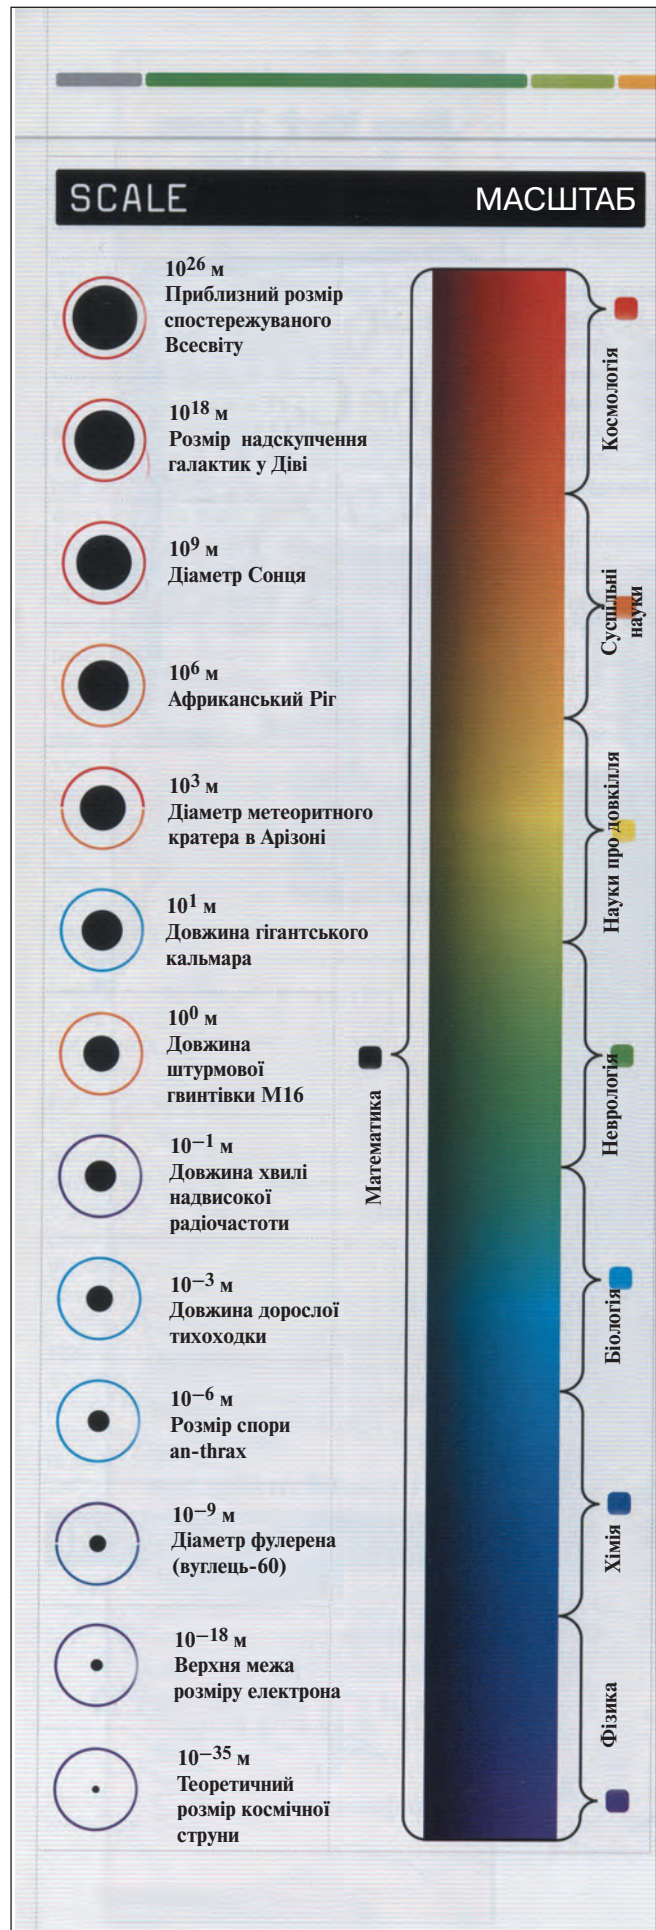 SCALE МАСШТАБ
10²⁶ м
Приблизний розмір
спостережуваного
Всесвіту
10¹⁸ м
Розмір надскупчення
галактик у Діві
10⁹ м
Діаметр Сонця
10⁶ м
Африканський Ріг
10³ м
Діаметр метеоритного
кратера в Арізоні
10¹ м
Довжина гігантського
кальмара
10⁰ м
Довжина
штурмової
гвинтівки М16
10⁻¹ м
Довжина хвилі
надвисокої
радіочастоти
10⁻³ м
Довжина дорослої
тихоходки
10⁻⁶ м
Розмір спори
an-thrax
10⁻⁹ м
Діаметр фулерена
(вуглець-60)
10⁻¹⁸ м
Верхня межа
розміру електрона
10⁻³⁵ м
Теоретичний
розмір космічної
струни
Математика
Космологія
Суспільні
науки
Науки про довкілля
Неврологія
Біологія
Хімія
Фізика